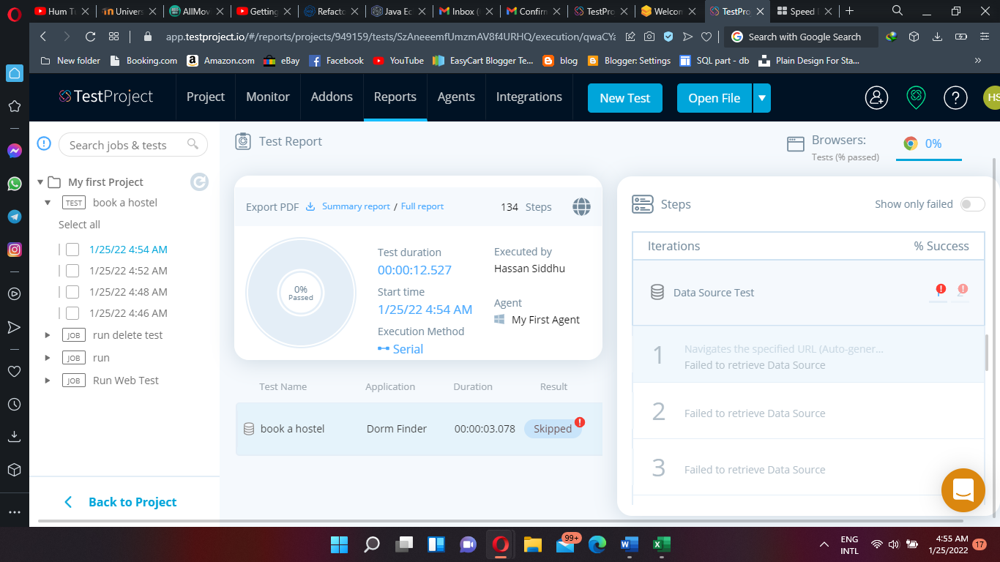 Hum Tu
Univers
AllMov
Getting
Refacto
Java Ec
Inbox (
Confirm
TestPro
Welcom
TestPro
Speed D
app.testproject.io/#/reports/projects/949159/tests/SzAneeemfUmzmAV8f4URHQ/execution/qwaCYa
Search with Google Search
New folder
Booking.com
Amazon.com
eBay
Facebook
YouTube
EasyCart Blogger Te...
blog
Blogger: Settings
SQL part - db
Plain Design For Sta...
TestProject
Project
Monitor
Addons
Reports
Agents
Integrations
New Test
Open File
HS
Search jobs & tests
My first Project
TEST book a hostel
Select all
1/25/22 4:54 AM
1/25/22 4:52 AM
1/25/22 4:48 AM
1/25/22 4:46 AM
JOB run delete test
JOB run
JOB Run Web Test
Back to Project
Test Report
Browsers:
Tests (% passed)
0%
Export PDF Summary report / Full report
134 Steps
0%
Passed
Test duration
00:00:12.527
Start time
1/25/22 4:54 AM
Execution Method
Serial
Executed by
Hassan Siddhu
Agent
My First Agent
Test Name Application Duration Result
book a hostel Dorm Finder 00:00:03.078 Skipped
Steps
Show only failed
Iterations % Success
Data Source Test
1 Navigates the specified URL (Auto-gener...
Failed to retrieve Data Source
2 Failed to retrieve Data Source
3 Failed to retrieve Data Source
99+
ENG
INTL
4:55 AM
1/25/2022
17